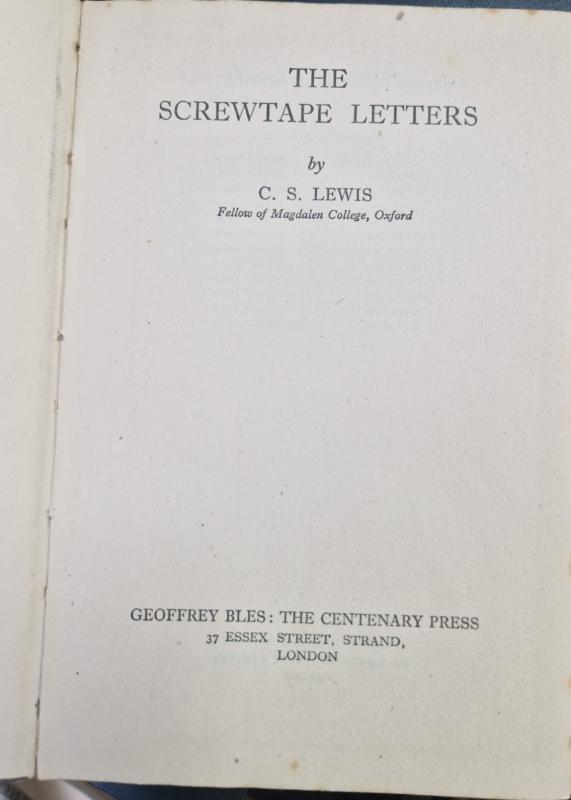 THE
SCREWTAPE LETTERS
by
C. S. LEWIS
Fellow of Magdalen College, Oxford
GEOFFREY BLES: THE CENTENARY PRESS
37 ESSEX STREET, STRAND,
LONDON